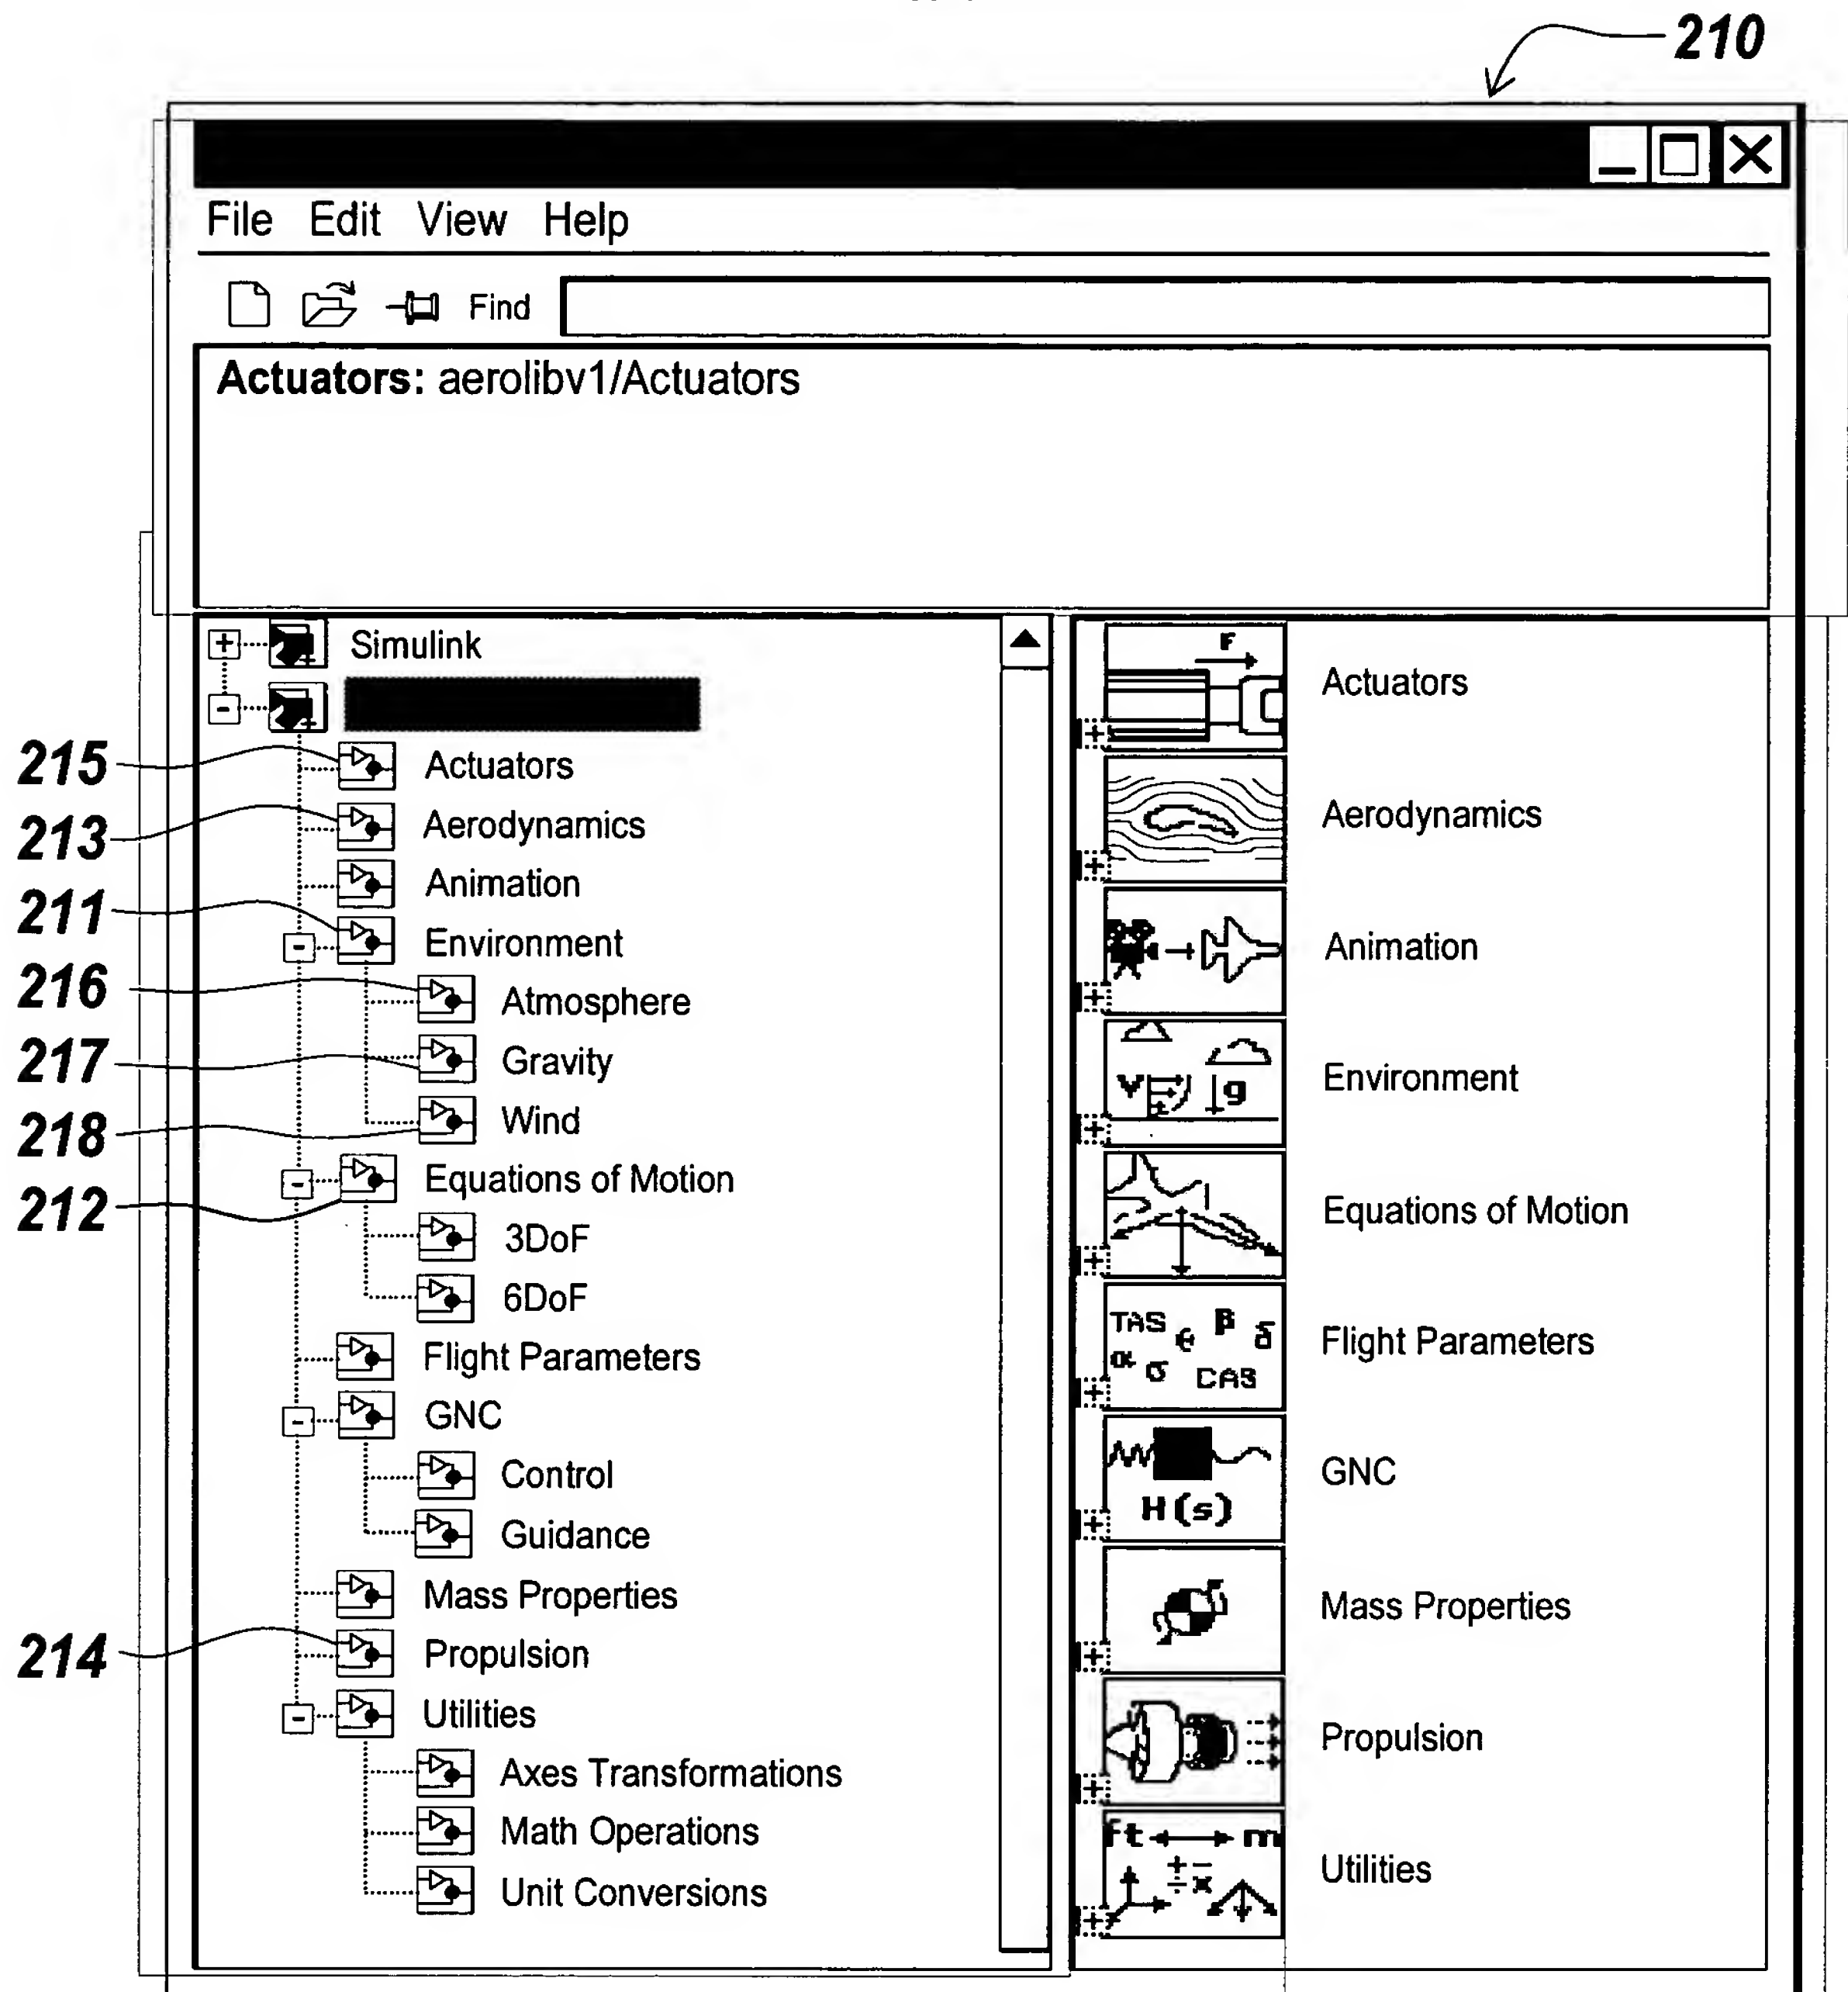 210
File Edit View Help
Find
Actuators: aerolibv1/Actuators
Simulink
215 Actuators
213 Aerodynamics
Animation
211 Environment
216 Atmosphere
217 Gravity
218 Wind
212 Equations of Motion
3DoF
6DoF
Flight Parameters
GNC
Control
Guidance
Mass Properties
214 Propulsion
Utilities
Axes Transformations
Math Operations
Unit Conversions
F
Actuators
Aerodynamics
Animation
V g
Environment
Equations of Motion
TAS ϵ β δ
α σ CAS
Flight Parameters
H(s)
GNC
Mass Properties
Propulsion
ft m
+ −
÷ ×
Utilities